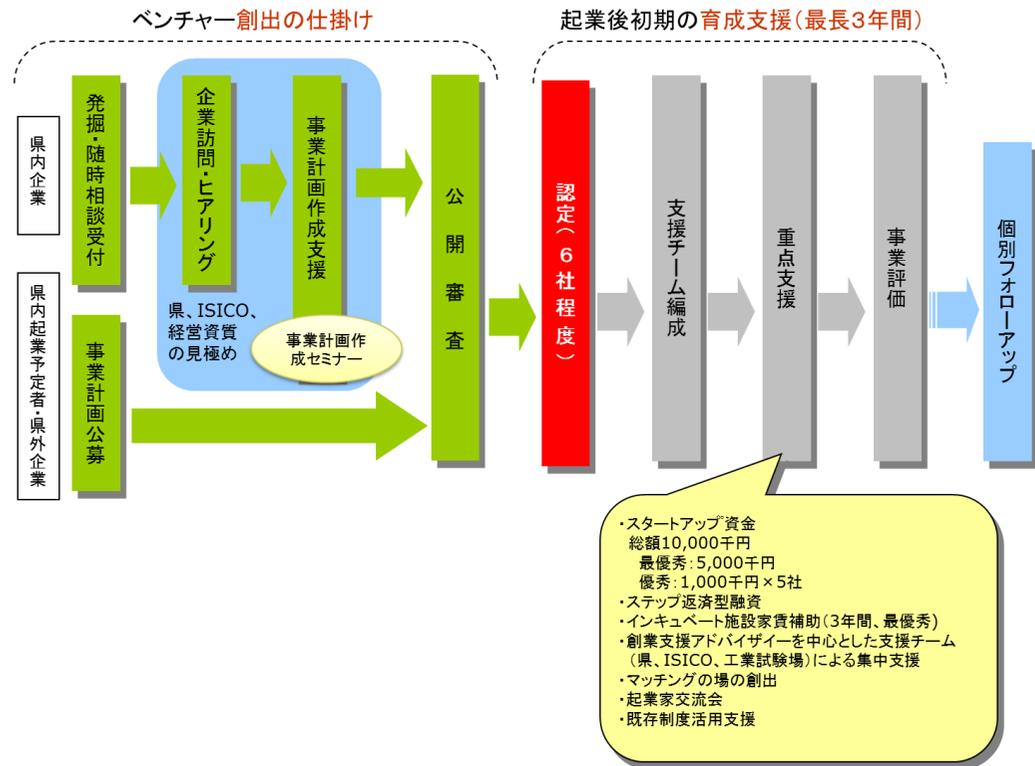 ベンチャー創出の仕掛け
起業後初期の育成支援(最長3年間)
県内企業
発掘・随時相談受付
企業訪問・ヒアリング
事業計画作成支援
県、ISICO、
経営資質
の見極め
事業計画作
成セミナー
県内起業予定者・県外企業
事業計画公募
公開審査
認定(6社程度)
支援チーム編成
重点支援
事業評価
個別フォローアップ
・スタートアップ資金
総額10,000千円
最優秀:5,000千円
優秀:1,000千円×5社
・ステップ返済型融資
・インキュベート施設家賃補助(3年間、最優秀)
・創業支援アドバイザイーを中心とした支援チーム
(県、ISICO、工業試験場)による集中支援
・マッチングの場の創出
・起業家交流会
・既存制度活用支援